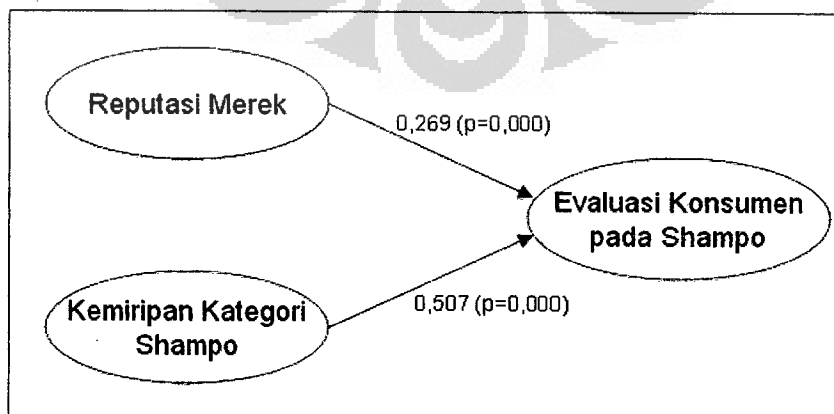 Reputasi Merek
0,269 (p=0,000)
Evaluasi Konsumen
pada Shampo
Kemiripan Kategori
Shampo
0,507 (p=0,000)